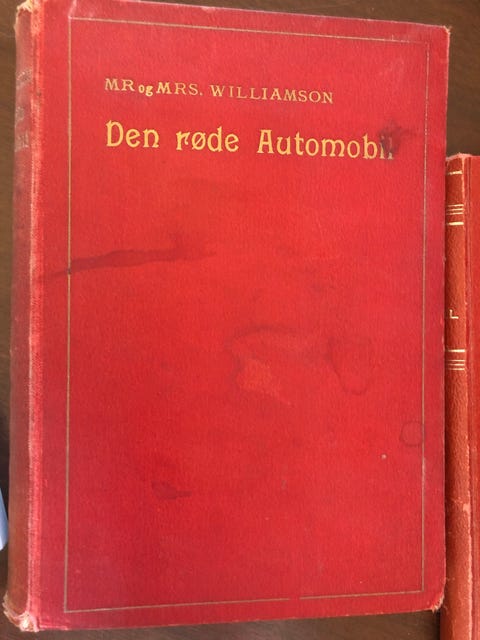 MR og MRS. WILLIAMSON
Den røde Automobil